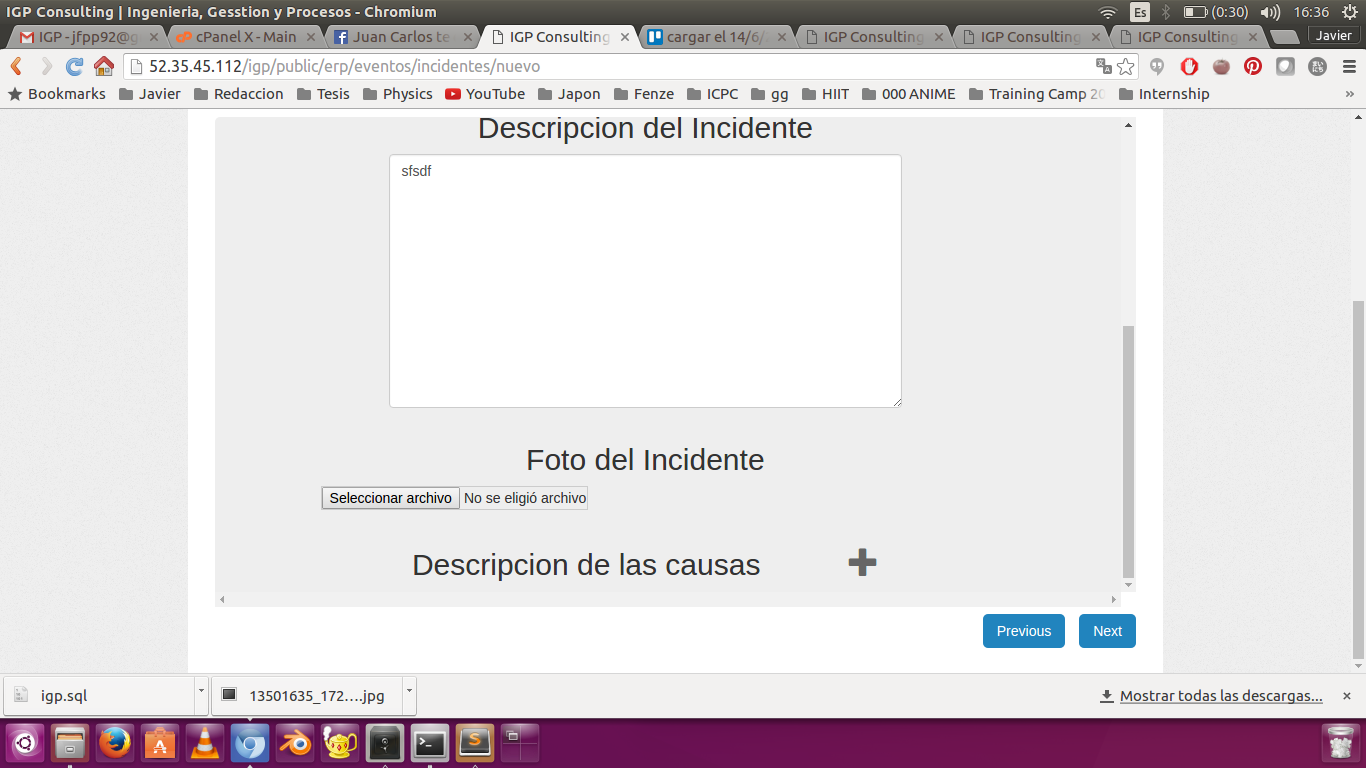 IGP Consulting | Ingenieria, Gesstion y Procesos - Chromium
Es
(0:30)
16:36
IGP - jfpp92@g
cPanel X - Main
Juan Carlos te
IGP Consulting
cargar el 14/6/
IGP Consulting
IGP Consulting
IGP Consulting
Javier
52.35.45.112/igp/public/erp/eventos/incidentes/nuevo
Bookmarks
Javier
Redaccion
Tesis
Physics
YouTube
Japon
Fenze
ICPC
gg
HIIT
000 ANIME
Training Camp 20
Internship
»
Descripcion del Incidente
sfsdf
Foto del Incidente
Seleccionar archivo
No se eligió archivo
Descripcion de las causas
Previous
Next
igp.sql
13501635_172....jpg
Mostrar todas las descargas...